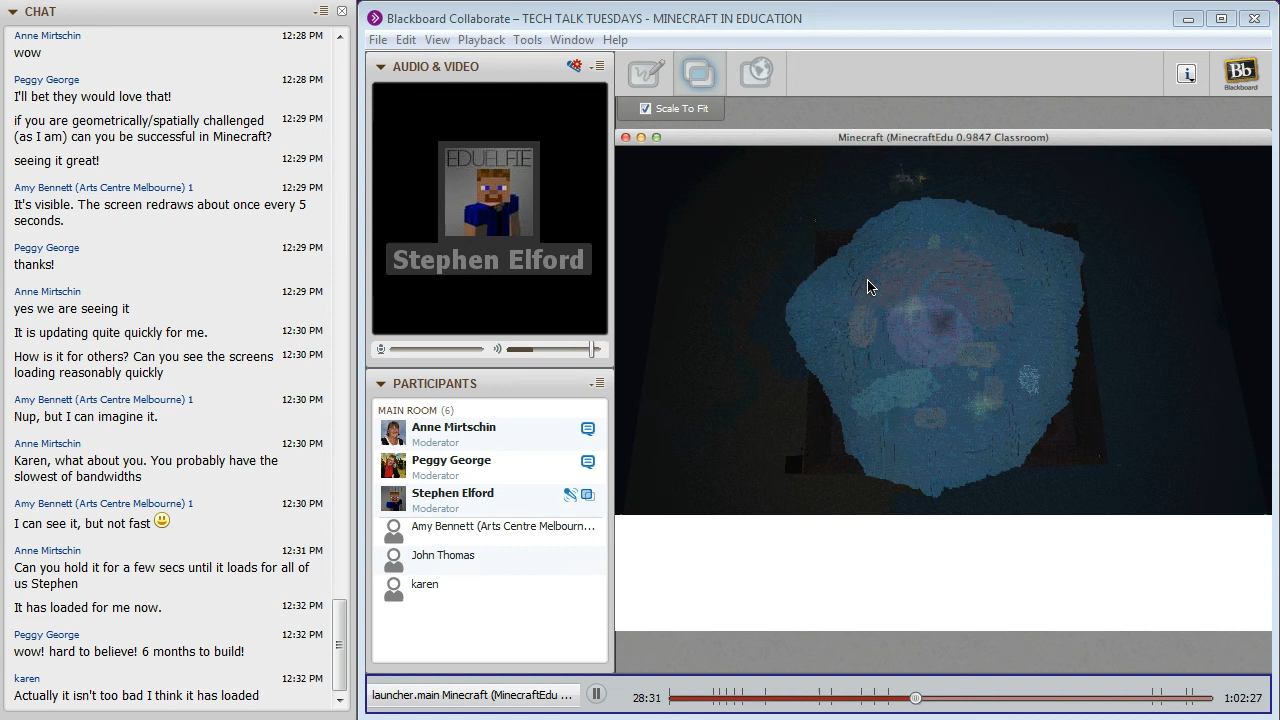 CHAT
Anne Mirtschin 12:28 PM
wow
Peggy George 12:28 PM
I'll bet they would love that!
if you are geometrically/spatially challenged 12:29 PM
(as I am) can you be successful in Minecraft?
seeing it great! 12:29 PM
Amy Bennett (Arts Centre Melbourne) 1 12:29 PM
It's visible. The screen redraws about once every 5
seconds.
Peggy George 12:29 PM
thanks!
Anne Mirtschin 12:29 PM
yes we are seeing it
It is updating quite quickly for me. 12:30 PM
How is it for others? Can you see the screens 12:30 PM
loading reasonably quickly
Amy Bennett (Arts Centre Melbourne) 1 12:30 PM
Nup, but I can imagine it.
Anne Mirtschin 12:30 PM
Karen, what about you. You probably have the
slowest of bandwidths
Amy Bennett (Arts Centre Melbourne) 1 12:30 PM
I can see it, but not fast
Anne Mirtschin 12:31 PM
Can you hold it for a few secs until it loads for all of
us Stephen
It has loaded for me now. 12:32 PM
Peggy George 12:32 PM
wow! hard to believe! 6 months to build!
karen 12:32 PM
Actually it isn't too bad I think it has loaded
Blackboard Collaborate – TECH TALK TUESDAYS - MINECRAFT IN EDUCATION
File Edit View Playback Tools Window Help
AUDIO & VIDEO
EDUELFIE
Stephen Elford
PARTICIPANTS
MAIN ROOM (6)
Anne Mirtschin
Moderator
Peggy George
Moderator
Stephen Elford
Moderator
Amy Bennett (Arts Centre Melbourn...
John Thomas
karen
Bb
Blackboard
Scale To Fit
Minecraft (MinecraftEdu 0.9847 Classroom)
launcher.main Minecraft (MinecraftEdu ...
28:31
1:02:27